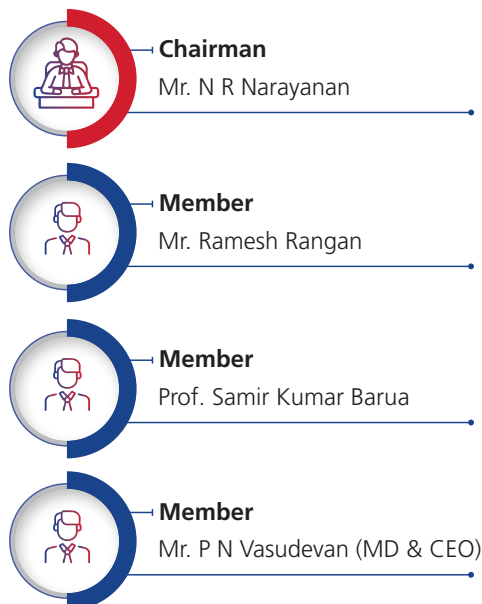 Chairman
Mr. N R Narayanan
Member
Mr. Ramesh Rangan
Member
Prof. Samir Kumar Barua
Member
Mr. P N Vasudevan (MD & CEO)